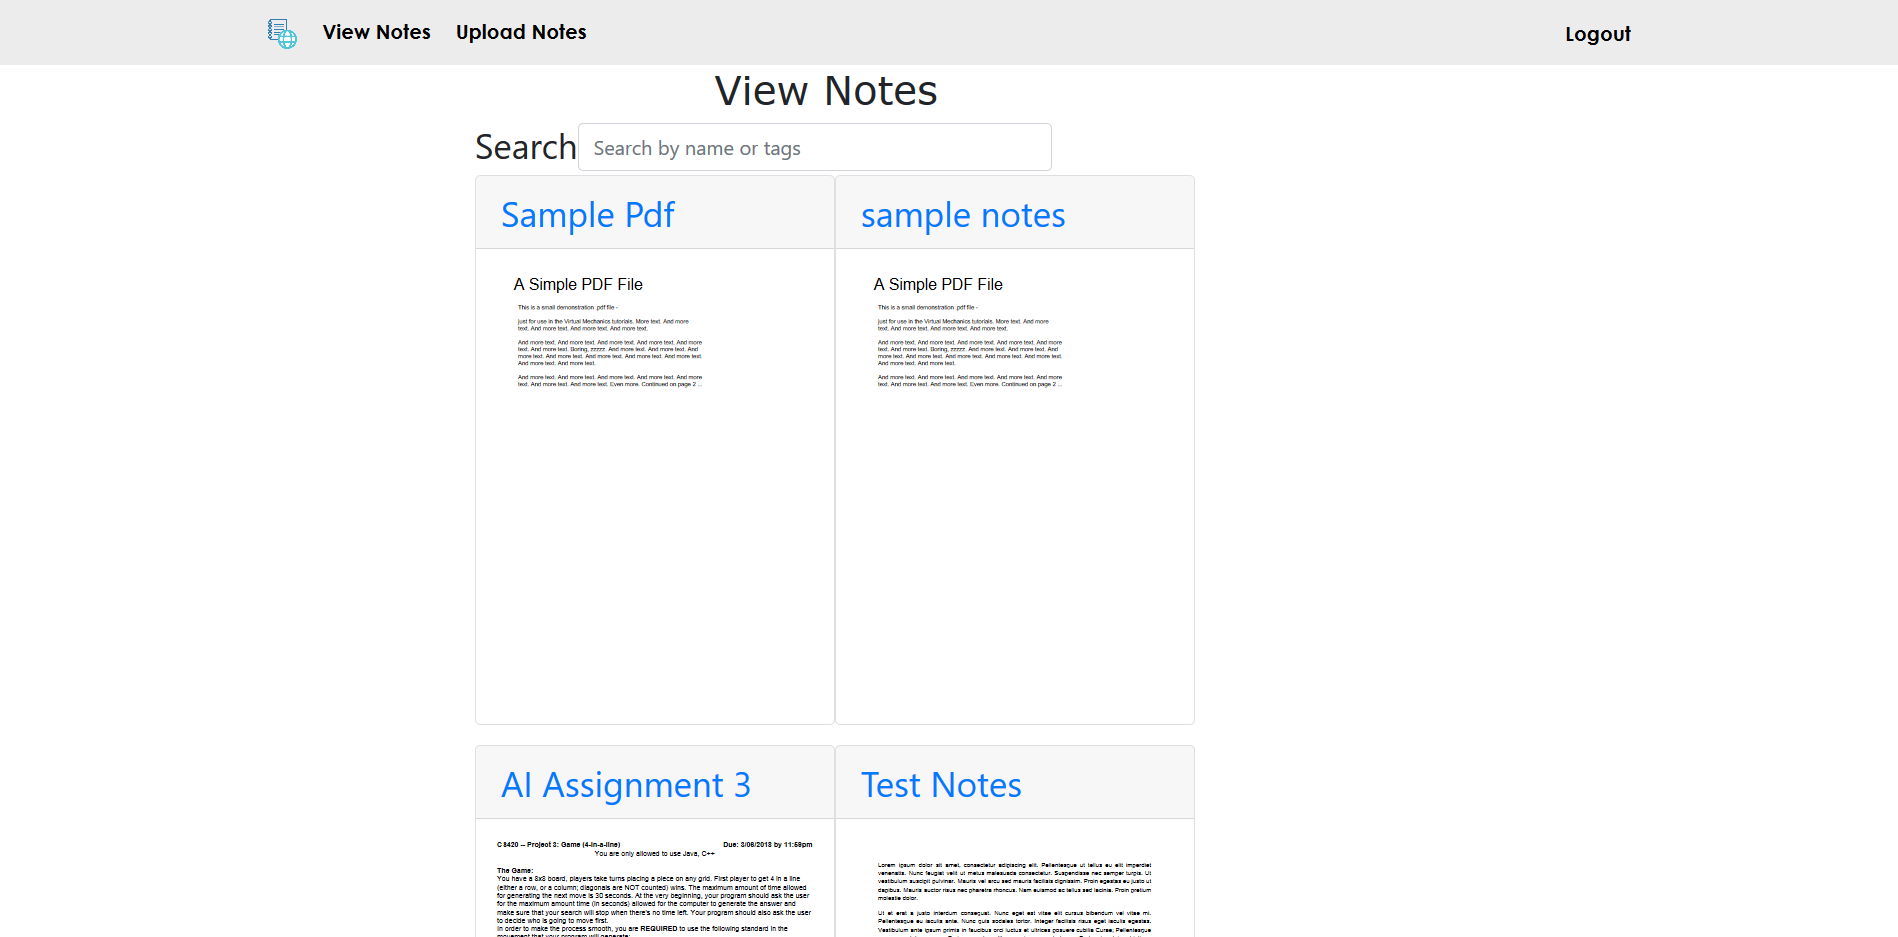 View Notes
Upload Notes
Logout
View Notes
Search
Search by name or tags
Sample Pdf
sample notes
A Simple PDF File
This is a small demonstration .pdf file -
just for use in the Virtual Mechanics tutorials. More text. And more
text. And more text. And more text. And more text.
And more text. And more text. And more text. And more text. And more
text. And more text. Boring, zzzzz. And more text. And more text. And
more text. And more text. And more text. And more text. And more text.
And more text. And more text.
And more text. And more text. And more text. And more text. And more
text. And more text. And more text. Even more. Continued on page 2 ...
A Simple PDF File
This is a small demonstration .pdf file -
just for use in the Virtual Mechanics tutorials. More text. And more
text. And more text. And more text. And more text.
And more text. And more text. And more text. And more text. And more
text. And more text. Boring, zzzzz. And more text. And more text. And
more text. And more text. And more text. And more text. And more text.
And more text. And more text.
And more text. And more text. And more text. And more text. And more
text. And more text. And more text. Even more. Continued on page 2 ...
AI Assignment 3
Test Notes
C8420 -- Project 3: Game (4-in-a-line)
Due: 3/06/2018 by 11:59pm
You are only allowed to use Java, C++
The Game:
You have a 8x8 board, players take turns placing a piece on any grid. First player to get 4 in a line
(either a row, or a column; diagonals are NOT counted) wins. The maximum amount of time allowed
for generating the next move is 30 seconds. At the very beginning, your program should ask the user
for the maximum amount time (in seconds) allowed for the computer to generate the answer and
make sure that your search will stop when there's no time left. Your program should also ask the user
to decide who is going to move first.
In order to make the process smooth, you are REQUIRED to use the following standard in the
movement that your program will generate:
Lorem ipsum dolor sit amet, consectetur adipiscing elit. Pellentesque ut tellus eu elit imperdiet
venenatis. Nunc feugiat velit ut metus malesuada consectetur. Suspendisse nec semper turpis. Ut
vestibulum suscipit pulvinar. Mauris vel arcu sed mauris facilisis dignissim. Proin egestas eu justo ut
dapibus. Mauris auctor risus nec pharetra rhoncus. Nam euismod ac tellus sed lacinia. Proin pretium
molestie dolor.
Ut et erat a justo interdum consequat. Nunc eget est vitae elit cursus bibendum vel vitae mi.
Pellentesque eu iaculis ante. Nunc quis sodales tortor. Integer facilisis risus eget iaculis egestas.
Vestibulum ante ipsum primis in faucibus orci luctus et ultrices posuere cubilia Curae; Pellentesque